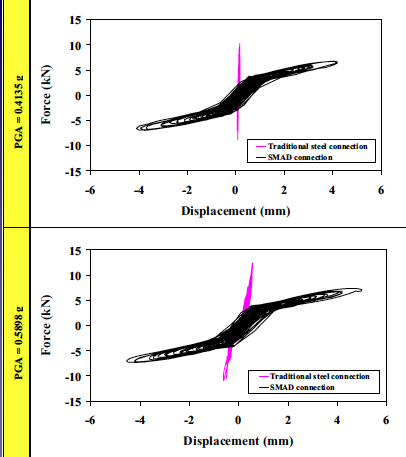 PGA = 0.4135 g
Force (kN)
15
10
5
0
-5
-10
-15
Traditional steel connection
SMAD connection
-6 -4 -2 0 2 4 6
Displacement (mm)
PGA = 0.5898 g
Force (kN)
15
10
5
0
-5
-10
-15
Traditional steel connection
SMAD connection
-6 -4 -2 0 2 4 6
Displacement (mm)